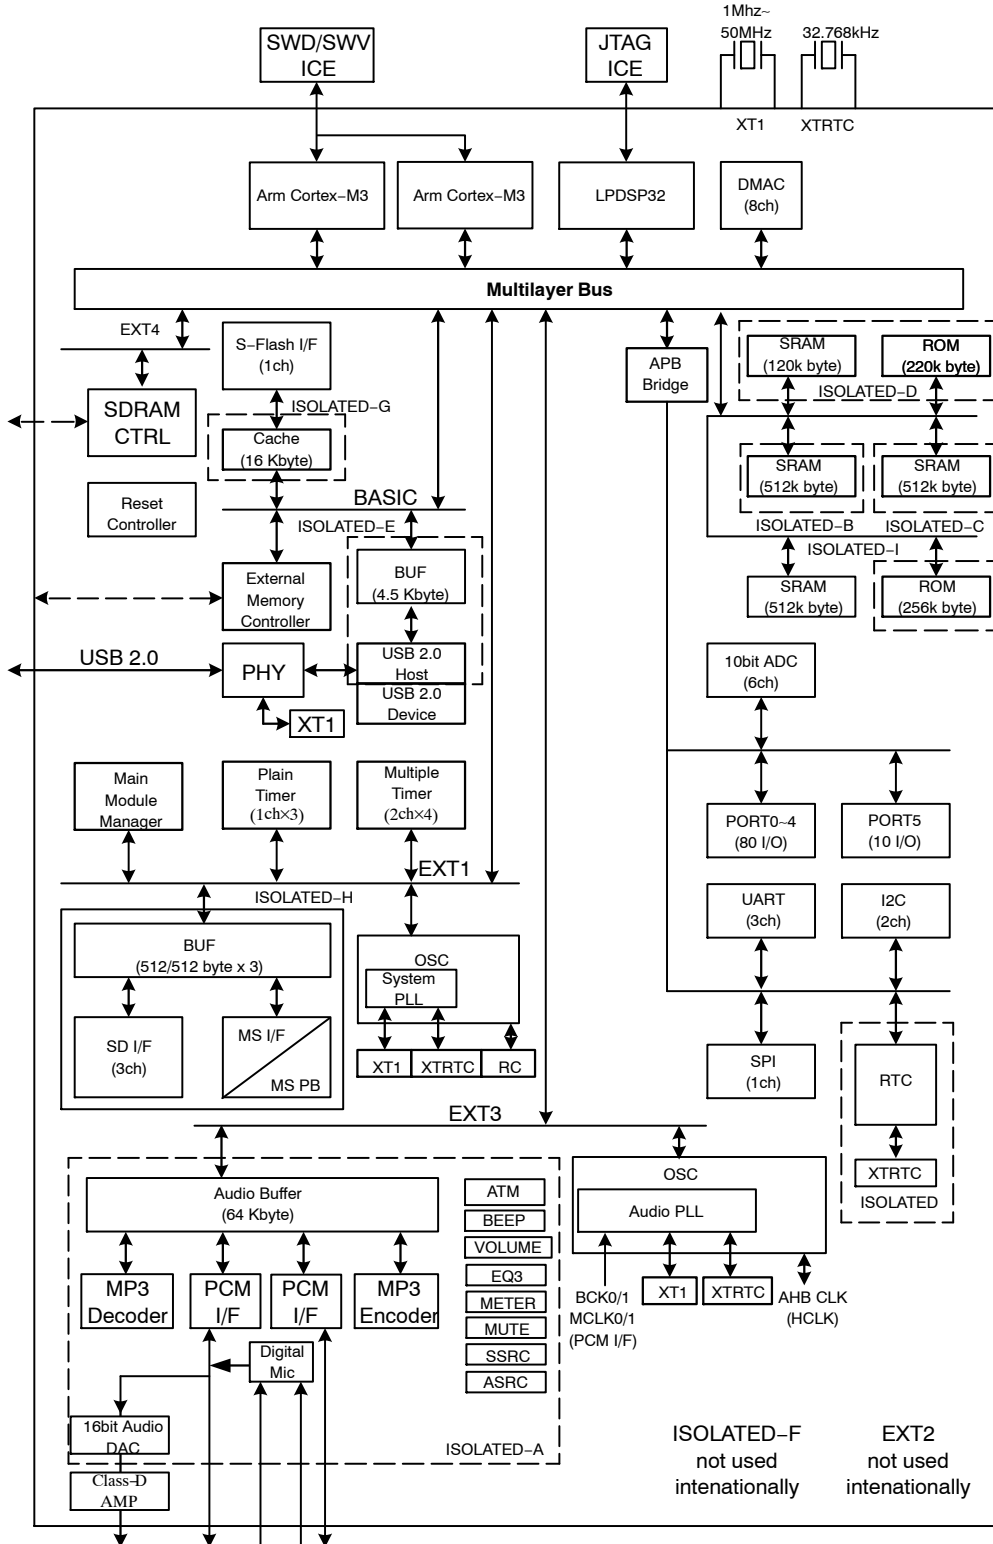 1Mhz~
50MHz
32.768kHz
SWD/SWV
ICE
JTAG
ICE
XT1
XTRTC
Arm Cortex−M3
Arm Cortex−M3
LPDSP32
DMAC
(8ch)
Multilayer Bus
EXT4
S−Flash I/F
(1ch)
APB
Bridge
SRAM
(120k byte)
ROM
(220k byte)
ISOLATED−D
SDRAM
CTRL
ISOLATED−G
Cache
(16 Kbyte)
SRAM
(512k byte)
SRAM
(512k byte)
Reset
Controller
BASIC
ISOLATED−E
ISOLATED−B
ISOLATED−C
ISOLATED−I
BUF
(4.5 Kbyte)
External
Memory
Controller
SRAM
(512k byte)
ROM
(256k byte)
USB 2.0
PHY
USB 2.0
Host
USB 2.0
Device
XT1
10bit ADC
(6ch)
Main
Module
Manager
Plain
Timer
(1ch×3)
Multiple
Timer
(2ch×4)
PORT0~4
(80 I/O)
PORT5
(10 I/O)
EXT1
ISOLATED−H
UART
(3ch)
I2C
(2ch)
BUF
(512/512 byte x 3)
OSC
System
PLL
SD I/F
(3ch)
MS I/F
MS PB
XT1
XTRTC
RC
SPI
(1ch)
RTC
EXT3
XTRTC
ISOLATED
Audio Buffer
(64 Kbyte)
ATM
BEEP
VOLUME
EQ3
METER
MUTE
SSRC
ASRC
OSC
Audio PLL
MP3
Decoder
PCM
I/F
PCM
I/F
MP3
Encoder
BCK0/1
MCLK0/1
(PCM I/F)
XT1
XTRTC
AHB CLK
(HCLK)
Digital
Mic
16bit Audio
DAC
ISOLATED−A
Class−D
AMP
ISOLATED−F
not used
intenationally
EXT2
not used
intenationally